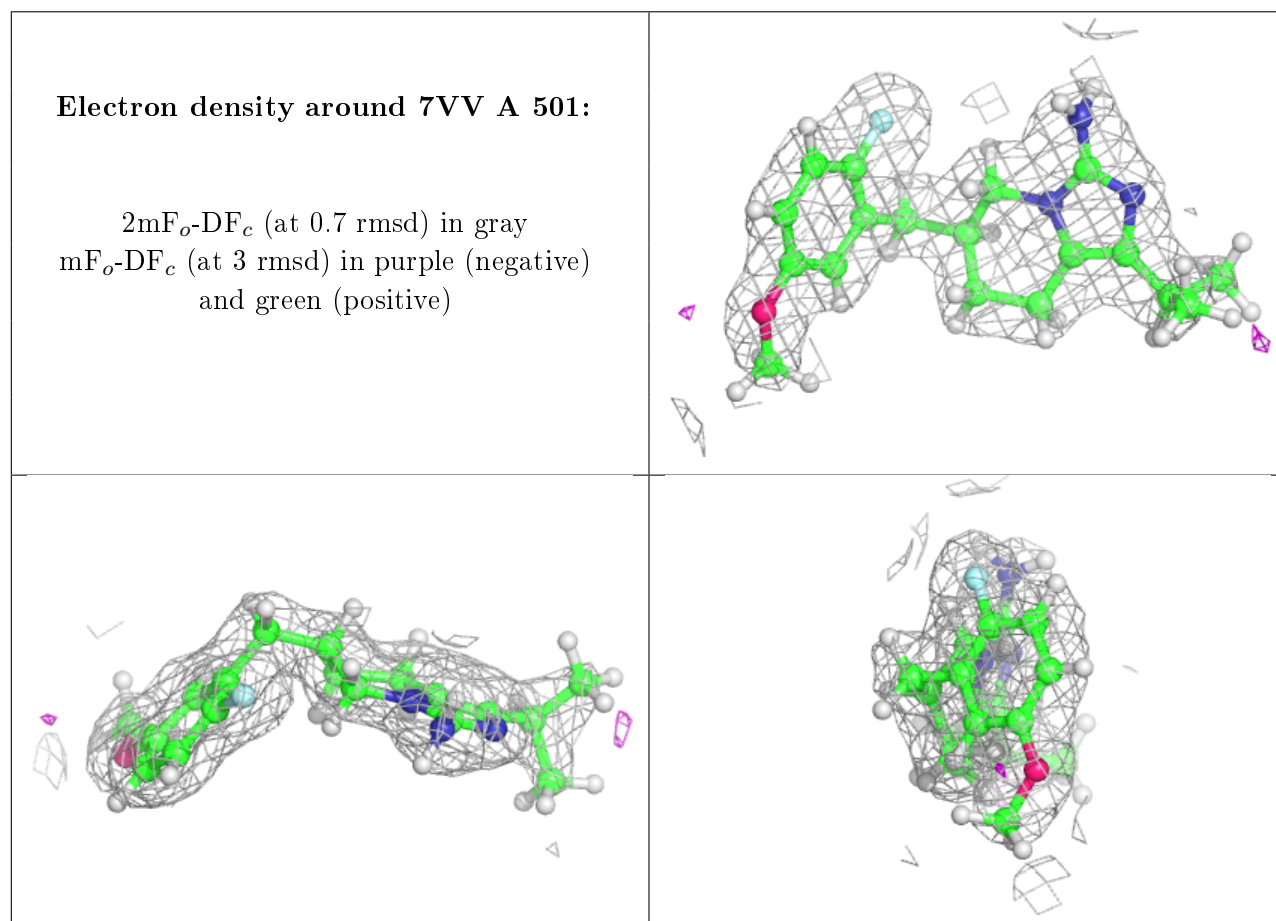 Electron density around 7VV A 501:
2mFₒ-DF𝒸 (at 0.7 rmsd) in gray
mFₒ-DF𝒸 (at 3 rmsd) in purple (negative)
and green (positive)